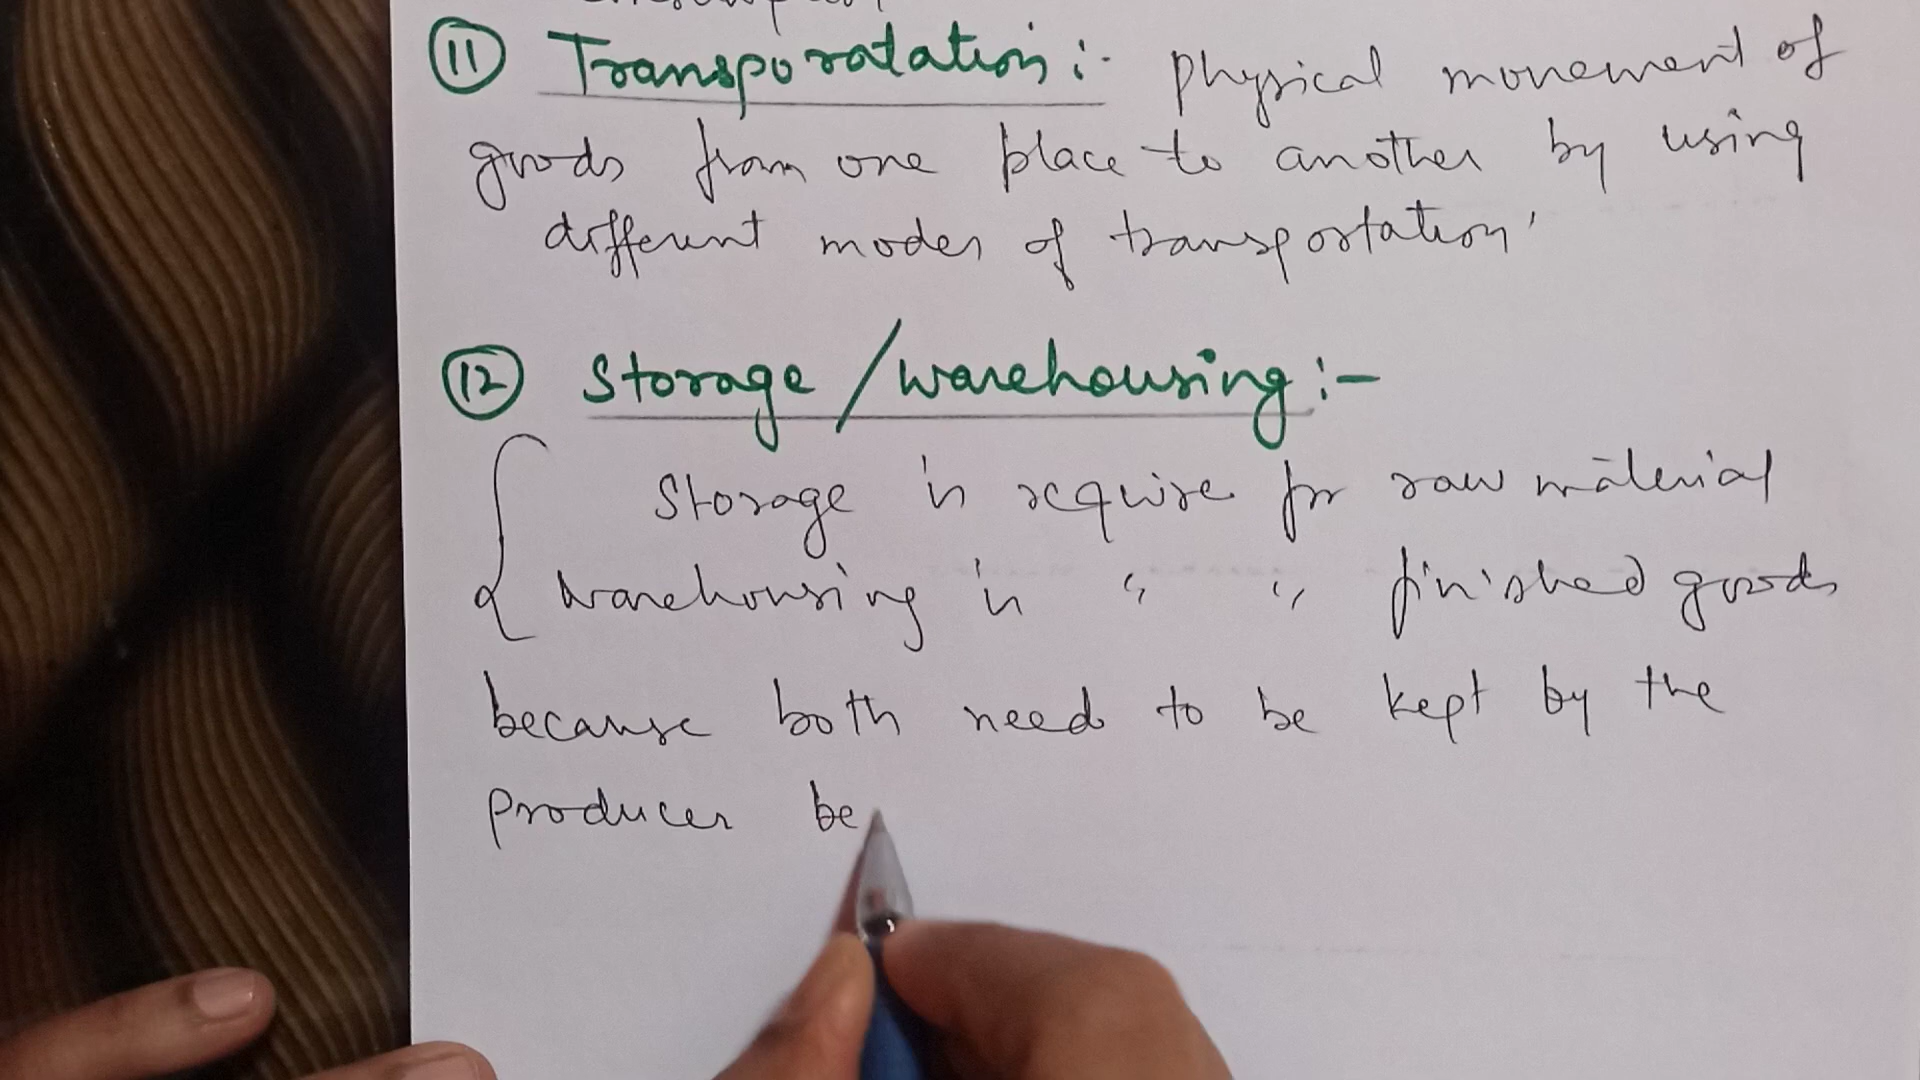 11 Transporatation :- Physical movement of
goods from one place to another by using
different modes of transportation'
12 Storage / warehousing :-
Storage is require for raw material
warehousing is " " finished goods
because both need to be kept by the
producer be